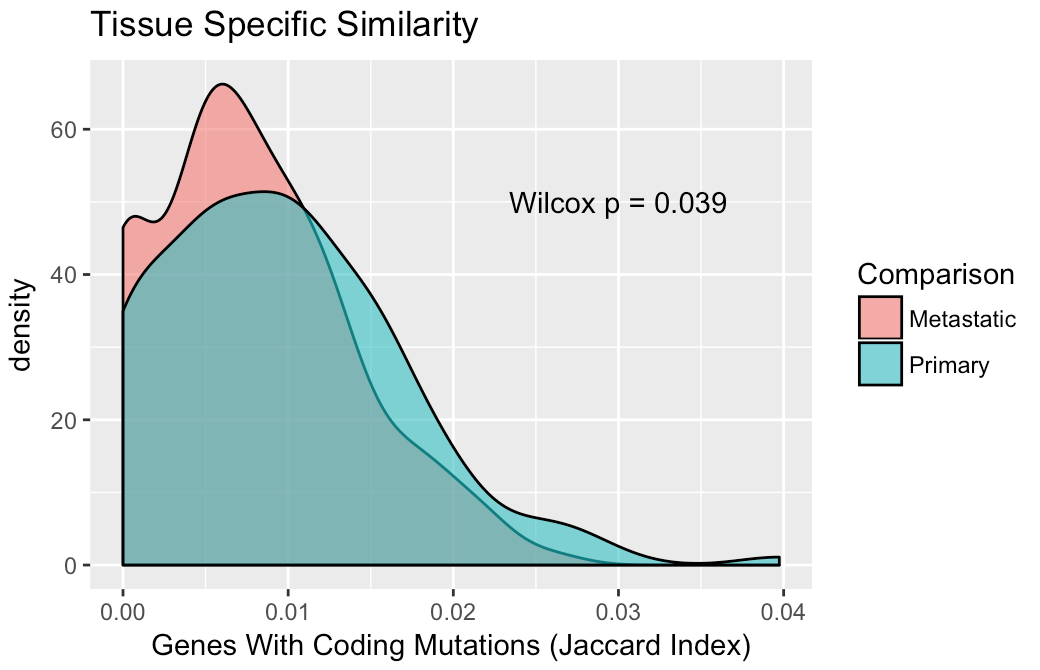 Tissue Specific Similarity
density
60
40
20
0
Wilcox p = 0.039
0.00 0.01 0.02 0.03 0.04
Genes With Coding Mutations (Jaccard Index)
Comparison
Metastatic
Primary